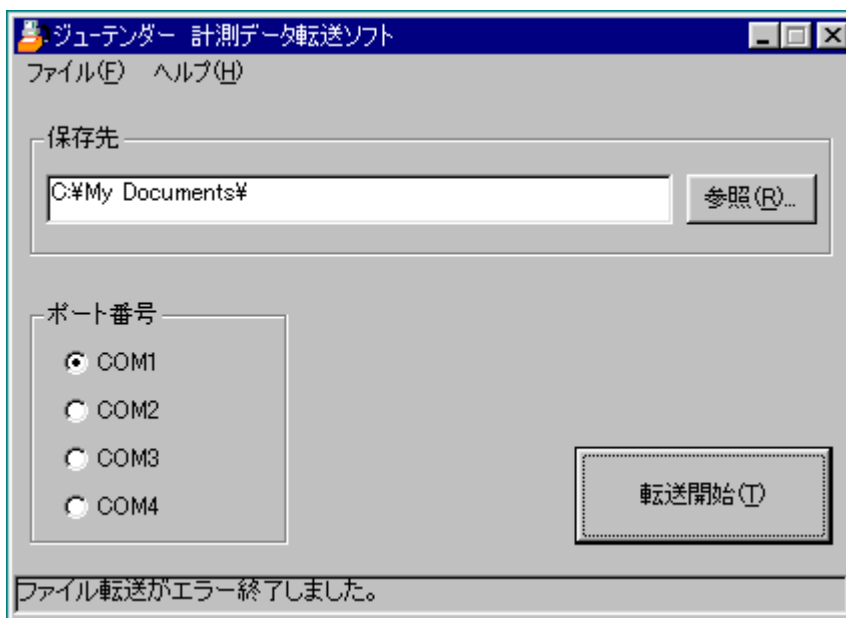 ジューテンダー 計測データ転送ソフト
ファイル(F) ヘルプ(H)
保存先
C:¥My Documents¥
参照(R)...
ポート番号
COM1
COM2
COM3
COM4
転送開始(T)
ファイル転送がエラー終了しました。